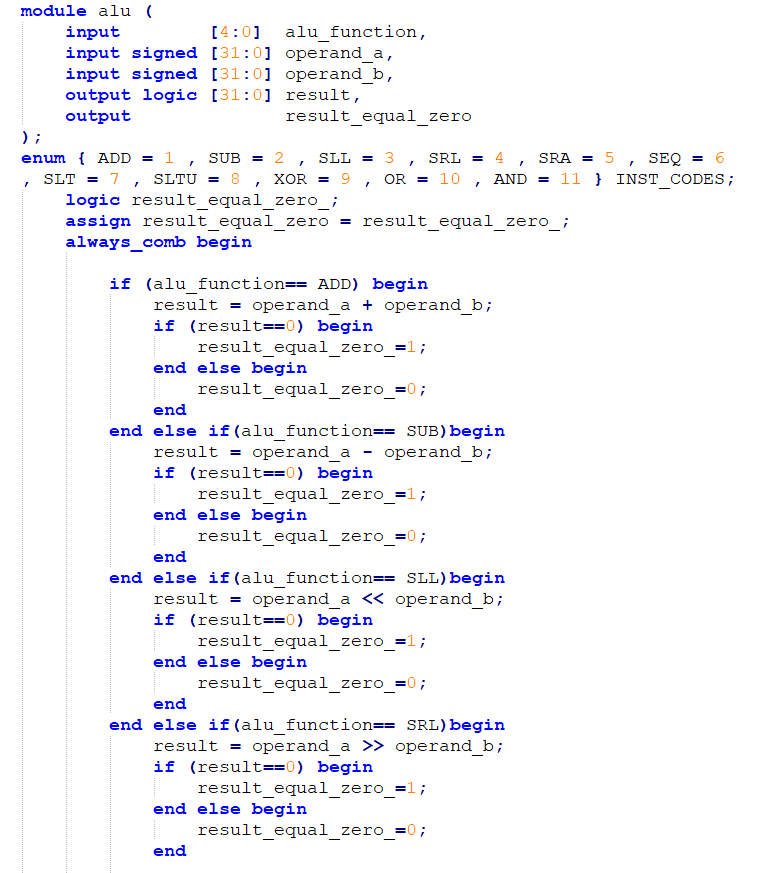 module alu (
    input        [4:0]  alu_function,
    input signed [31:0] operand_a,
    input signed [31:0] operand_b,
    output logic [31:0] result,
    output              result_equal_zero
);
enum { ADD = 1 , SUB = 2 , SLL = 3 , SRL = 4 , SRA = 5 , SEQ = 6
, SLT = 7 , SLTU = 8 , XOR = 9 , OR = 10 , AND = 11 } INST_CODES;
    logic result_equal_zero_;
    assign result_equal_zero = result_equal_zero_;
    always_comb begin

        if (alu_function== ADD) begin
            result = operand_a + operand_b;
            if (result==0) begin
                result_equal_zero_=1;
            end else begin
                result_equal_zero_=0;
            end
        end else if(alu_function== SUB)begin
            result = operand_a - operand_b;
            if (result==0) begin
                result_equal_zero_=1;
            end else begin
                result_equal_zero_=0;
            end
        end else if(alu_function== SLL)begin
            result = operand_a << operand_b;
            if (result==0) begin
                result_equal_zero_=1;
            end else begin
                result_equal_zero_=0;
            end
        end else if(alu_function== SRL)begin
            result = operand_a >> operand_b;
            if (result==0) begin
                result_equal_zero_=1;
            end else begin
                result_equal_zero_=0;
            end